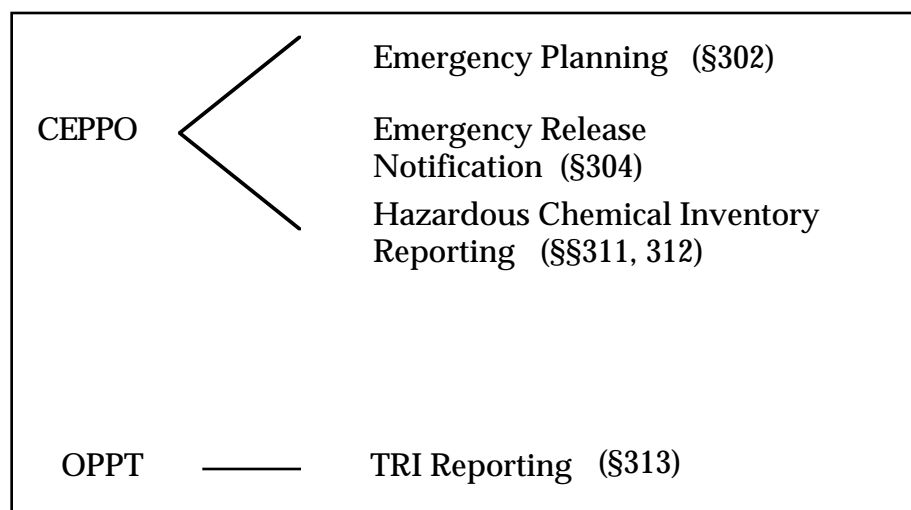 Emergency Planning (§302)
CEPPO
Emergency Release
Notification (§304)
Hazardous Chemical Inventory
Reporting (§§311, 312)
OPPT
TRI Reporting (§313)